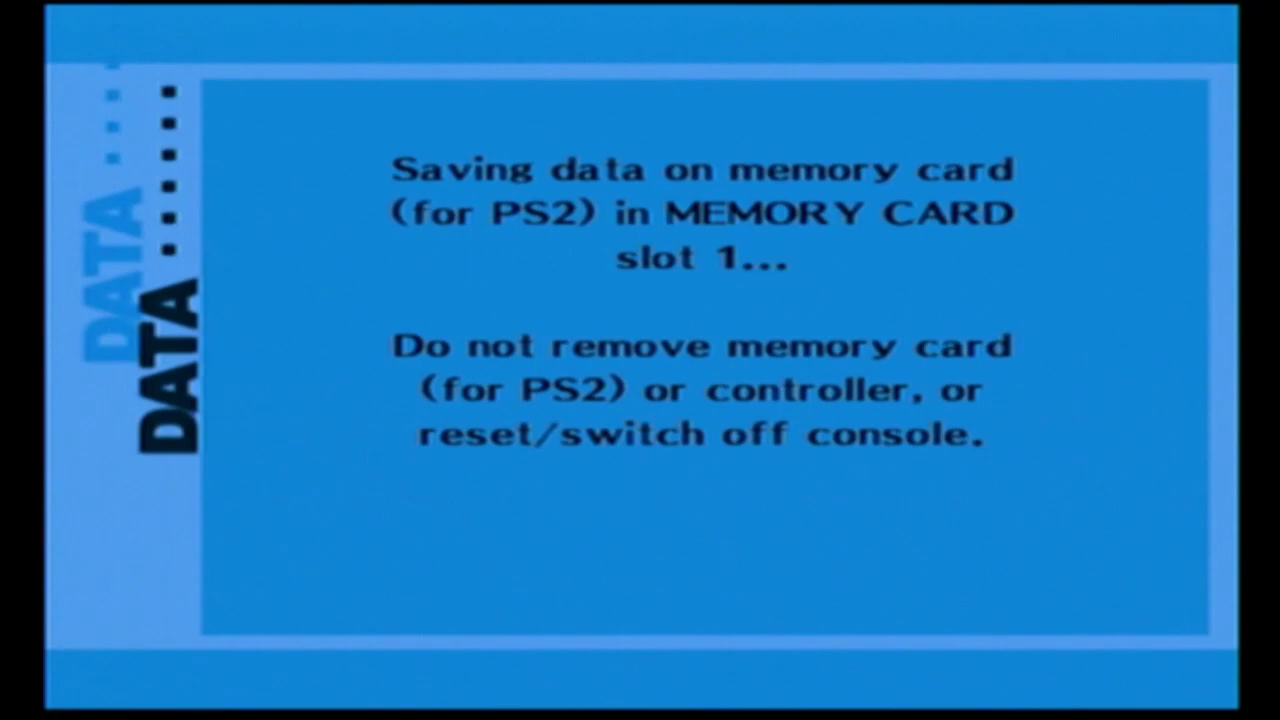 DATA ......
DATA ....
Saving data on memory card
(for PS2) in MEMORY CARD
slot 1...
Do not remove memory card
(for PS2) or controller, or
reset/switch off console.